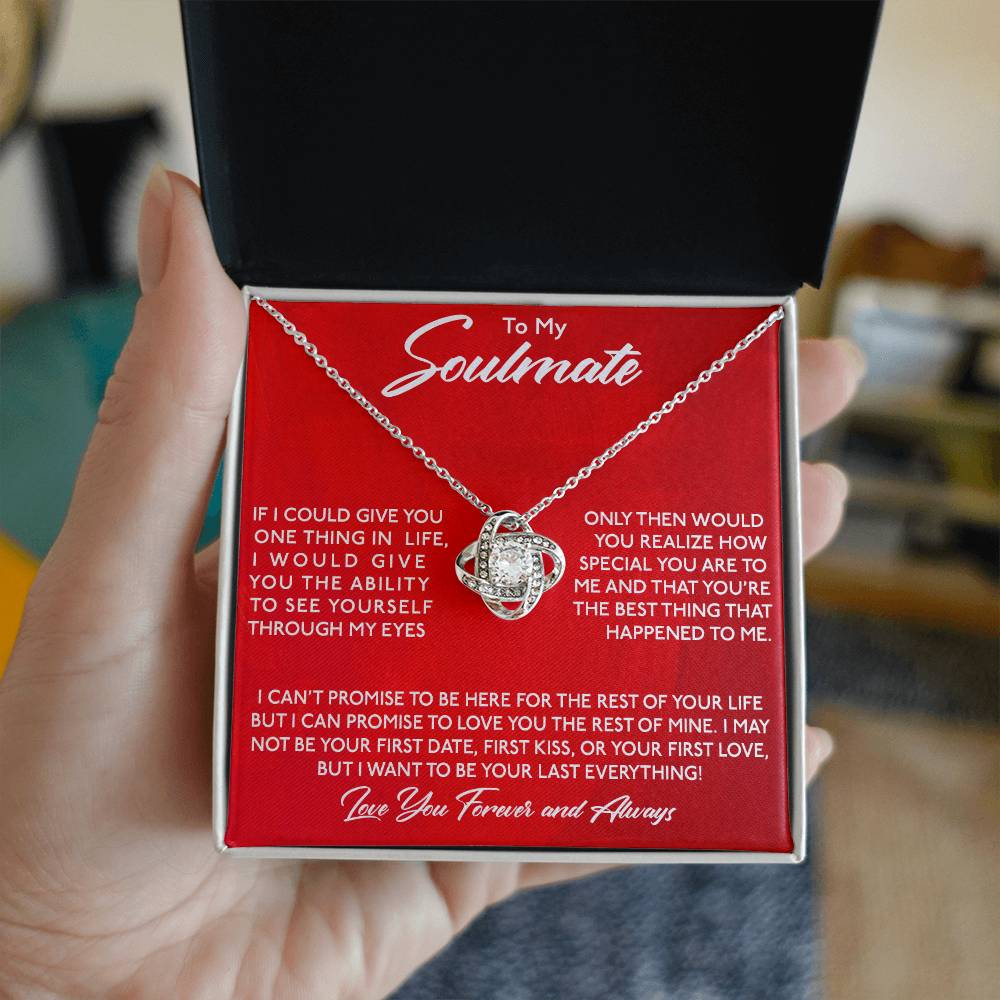 To My
Soulmate
IF I COULD GIVE YOU
ONE THING IN LIFE,
I WOULD GIVE
YOU THE ABILITY
TO SEE YOURSELF
THROUGH MY EYES
ONLY THEN WOULD
YOU REALIZE HOW
SPECIAL YOU ARE TO
ME AND THAT YOU'RE
THE BEST THING THAT
HAPPENED TO ME.
I CAN'T PROMISE TO BE HERE FOR THE REST OF YOUR LIFE
BUT I CAN PROMISE TO LOVE YOU THE REST OF MINE. I MAY
NOT BE YOUR FIRST DATE, FIRST KISS, OR YOUR FIRST LOVE,
BUT I WANT TO BE YOUR LAST EVERYTHING!
Love You Forever and Always